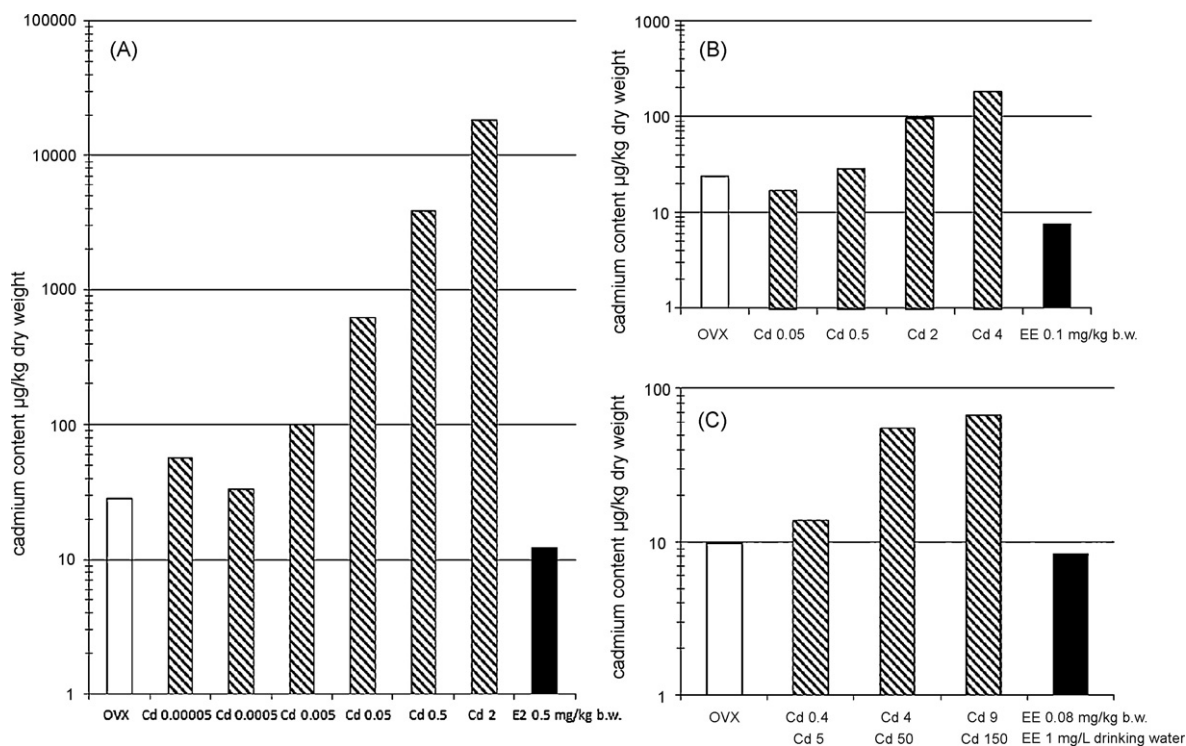 (A)
cadmium content µg/kg dry weight
100000
10000
1000
100
10
1
OVX Cd 0.00005 Cd 0.0005 Cd 0.005 Cd 0.05 Cd 0.5 Cd 2 E2 0.5 mg/kg b.w.
(B)
cadmium content µg/kg dry weight
1000
100
10
1
OVX Cd 0.05 Cd 0.5 Cd 2 Cd 4 EE 0.1 mg/kg b.w.
(C)
cadmium content µg/kg dry weight
100
10
1
OVX Cd 0.4 Cd 4 Cd 9 EE 0.08 mg/kg b.w.
Cd 5 Cd 50 Cd 150 EE 1 mg/L drinking water